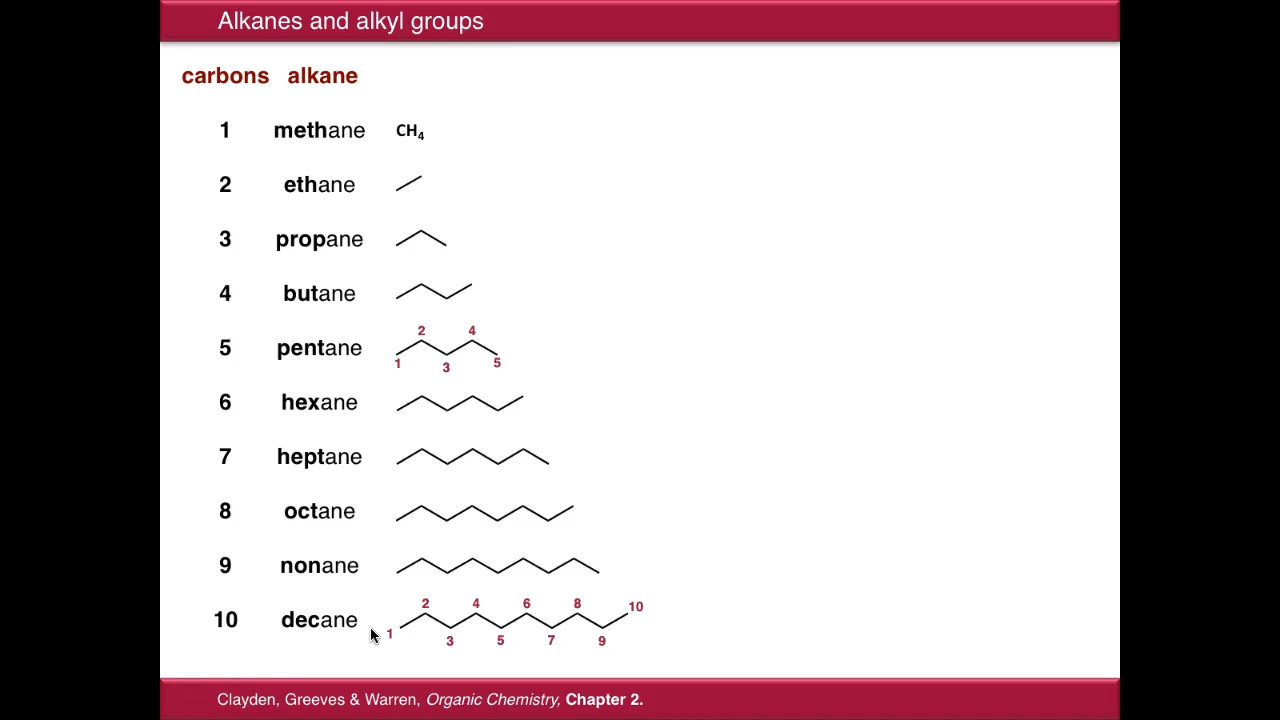 Alkanes and alkyl groups
carbons alkane
1 methane CH₄
2 ethane
3 propane
4 butane
2 4
5 pentane
1 3 5
6 hexane
7 heptane
8 octane
9 nonane
2 4 6 8 10
10 decane
1 3 5 7 9
Clayden, Greeves & Warren, Organic Chemistry, Chapter 2.